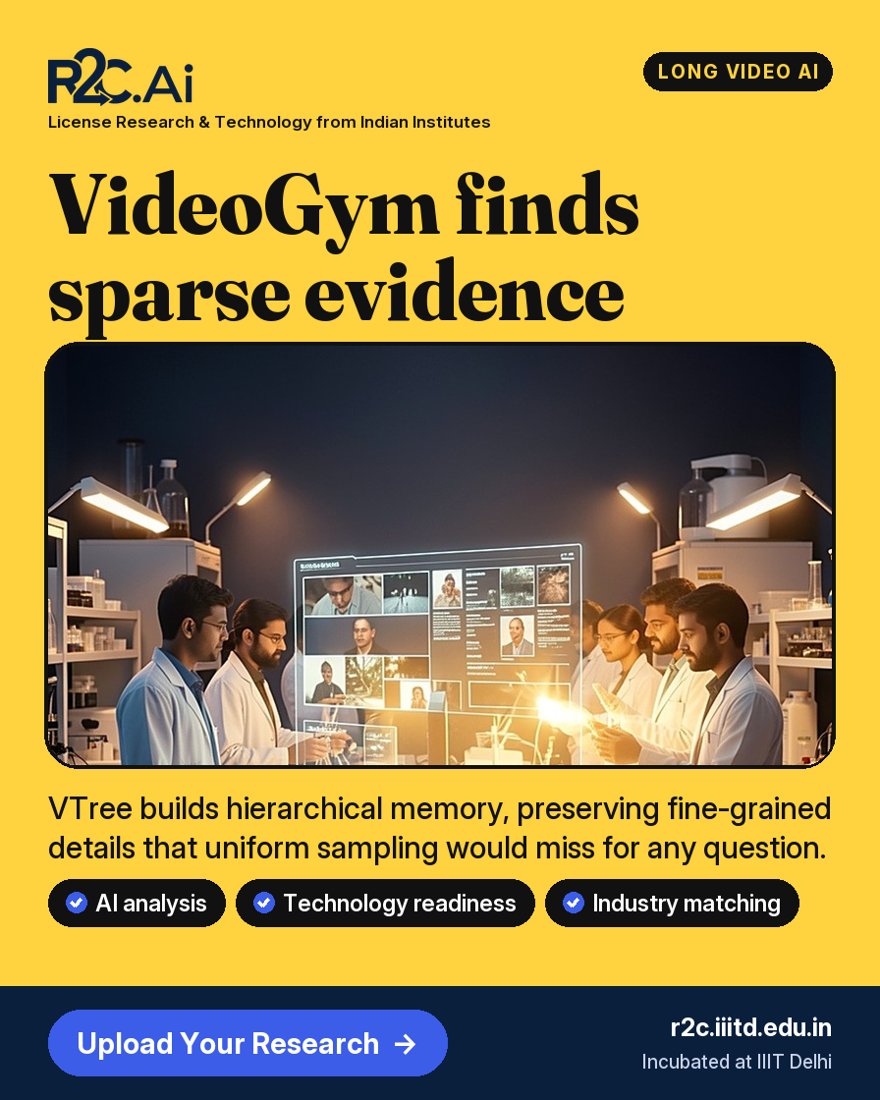 R2C.Ai
LONG VIDEO AI
License Research & Technology from Indian Institutes
VideoGym finds
sparse evidence
VTree builds hierarchical memory, preserving fine-grained
details that uniform sampling would miss for any question.
AI analysis
Technology readiness
Industry matching
Upload Your Research →
r2c.iiitd.edu.in
Incubated at IIIT Delhi